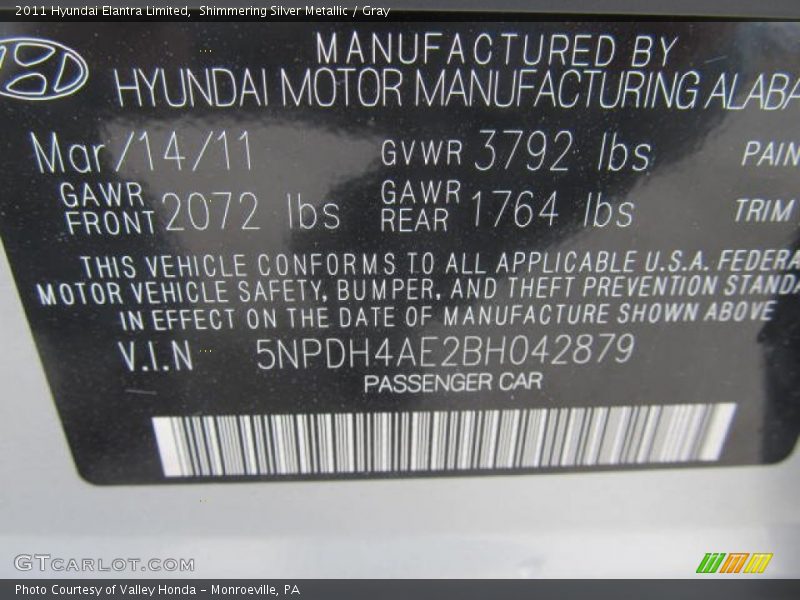 2011 Hyundai Elantra Limited, Shimmering Silver Metallic / Gray
MANUFACTURED BY
HYUNDAI MOTOR MANUFACTURING ALABA
Mar/14/11 GVWR 3792 lbs PAIN
GAWR FRONT 2072 lbs GAWR REAR 1764 lbs TRIM
THIS VEHICLE CONFORMS TO ALL APPLICABLE U.S.A. FEDERA
MOTOR VEHICLE SAFETY, BUMPER, AND THEFT PREVENTION STANDA
IN EFFECT ON THE DATE OF MANUFACTURE SHOWN ABOVE
V.I.N 5NPDH4AE2BH042879
PASSENGER CAR
GTCARLOT.COM
Photo Courtesy of Valley Honda - Monroeville, PA